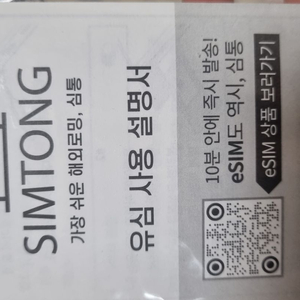 SIMTONG
가장 쉬운 해외로밍, 심통
유심 사용 설명서
10분 안에 즉시 발송!
eSIM도 역시, 심통
eSIM 상품 보러가기